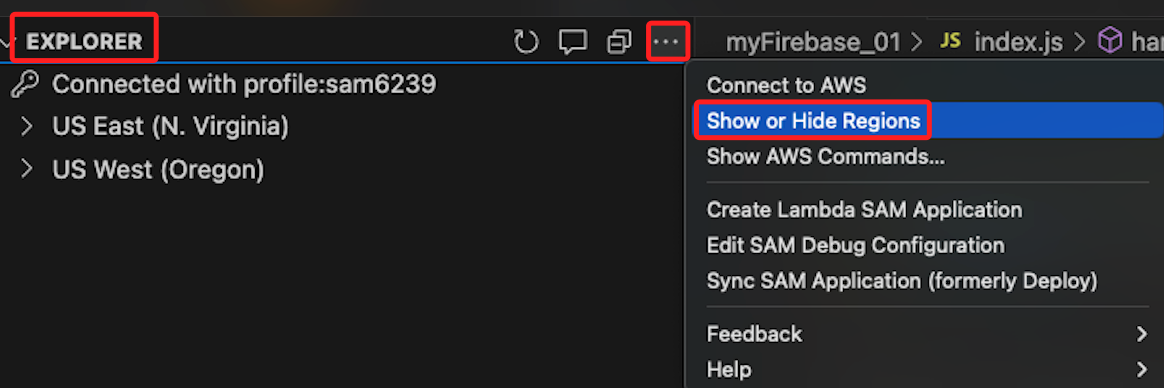 EXPLORER
myFirebase_01 > JS index.js >
Connected with profile:sam6239
US East (N. Virginia)
US West (Oregon)
Connect to AWS
Show or Hide Regions
Show AWS Commands...
Create Lambda SAM Application
Edit SAM Debug Configuration
Sync SAM Application (formerly Deploy)
Feedback
Help